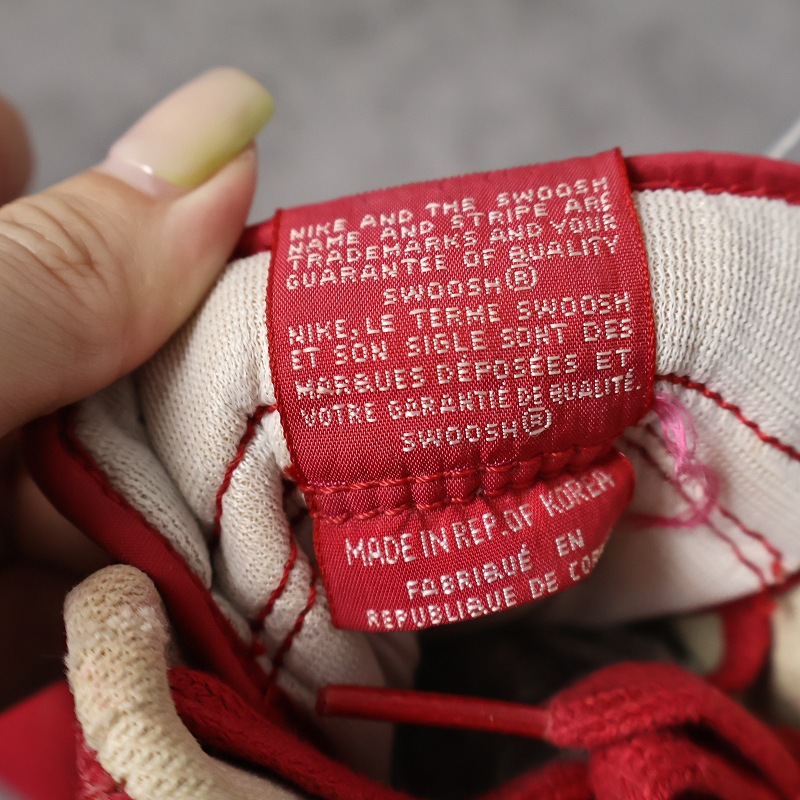 NIKE AND THE SWOOSH
NAME AND STRIPE ARE
TRADEMARKS AND YOUR
GUARANTEE OF QUALITY
SWOOSH®
NIKE, LE TERME SWOOSH
ET SON SIGLE SONT DES
MARQUES DÉPOSÉES ET
VOTRE GARANTIE DE QUALITÉ.
SWOOSH®
MADE IN REP. OF KOREA
FABRIQUÉ EN
REPUBLIQUE DE